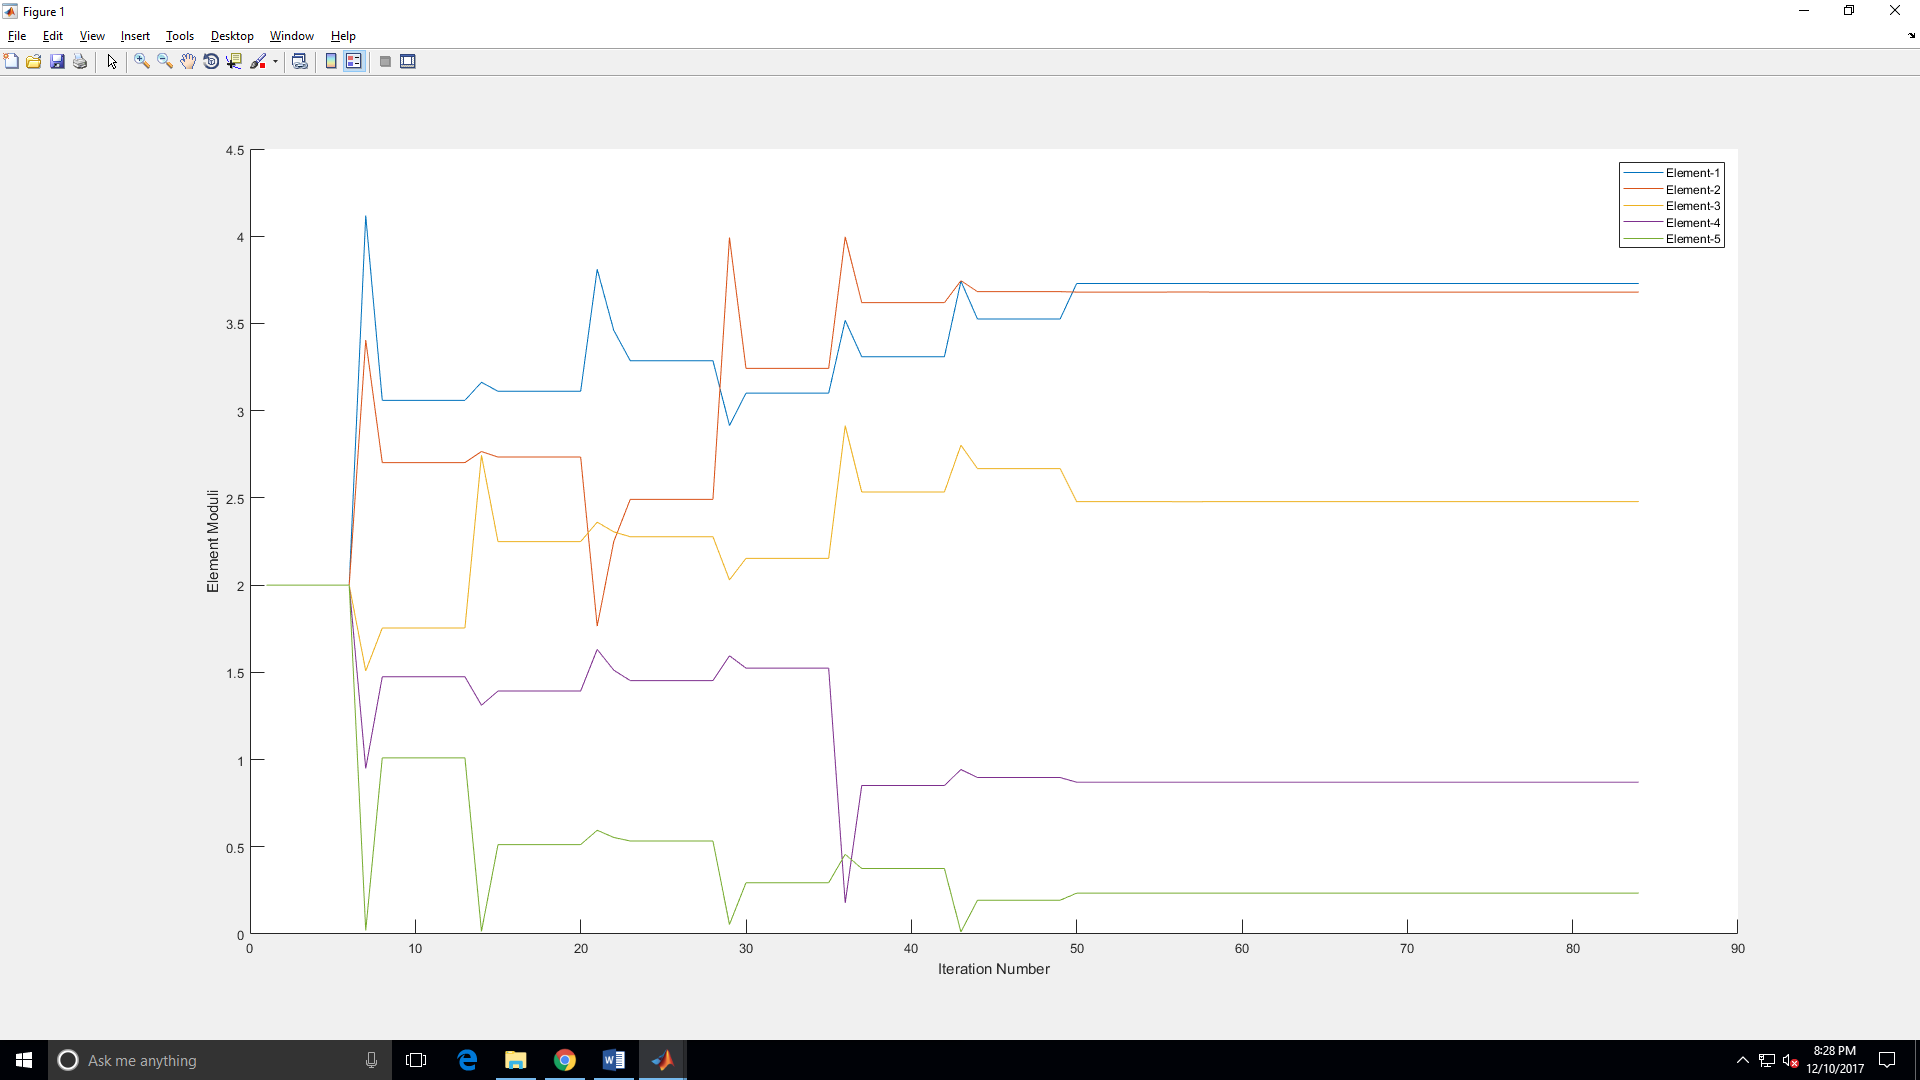 Figure 1
File Edit View Insert Tools Desktop Window Help
4.5
4
3.5
3
2.5
2
1.5
1
0.5
0
Element Moduli
Element-1
Element-2
Element-3
Element-4
Element-5
0 10 20 30 40 50 60 70 80 90
Iteration Number
Ask me anything
8:28 PM
12/10/2017